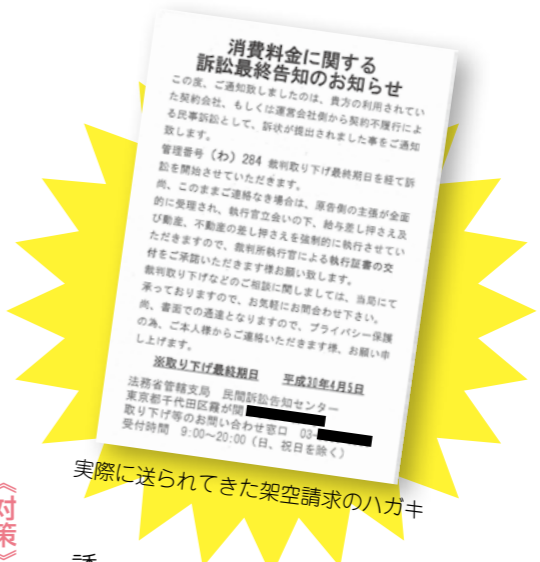 消費料金に関する
訴訟最終告知のお知らせ
この度、ご通知致しましたのは、貴方の利用されてい
た契約会社、もしくは運営会社側から契約不履行によ
る民事訴訟として、訴状が提出されました事をご通知
致します。
管理番号(わ)284 裁判取り下げ最終期日を経て訴
訟を開始させていただきます。
尚、このままご連絡なき場合は、原告側の主張が全面
的に受理され、執行官立会いの下、給与差し押さえ及
び動産、不動産の差し押さえを強制的に執行させてい
ただきますので、裁判所執行官による執行証書の交
付をご承諾いただきます様お願い致します。
裁判取り下げなどのご相談に関しましては、当局にて
承っておりますので、お気軽にお問合わせ下さい。
尚、書面での通達となりますので、プライバシー保護
の為、ご本人様からご連絡いただきます様、お願い申
し上げます。
※取り下げ最終期日 平成30年4月5日
法務省管轄支局 民間訴訟告知センター
東京都千代田区霞が関
取り下げ等のお問い合わせ窓口 03-
受付時間 9:00~20:00(日、祝日を除く)
実際に送られてきた架空請求のハガキ
《対策》